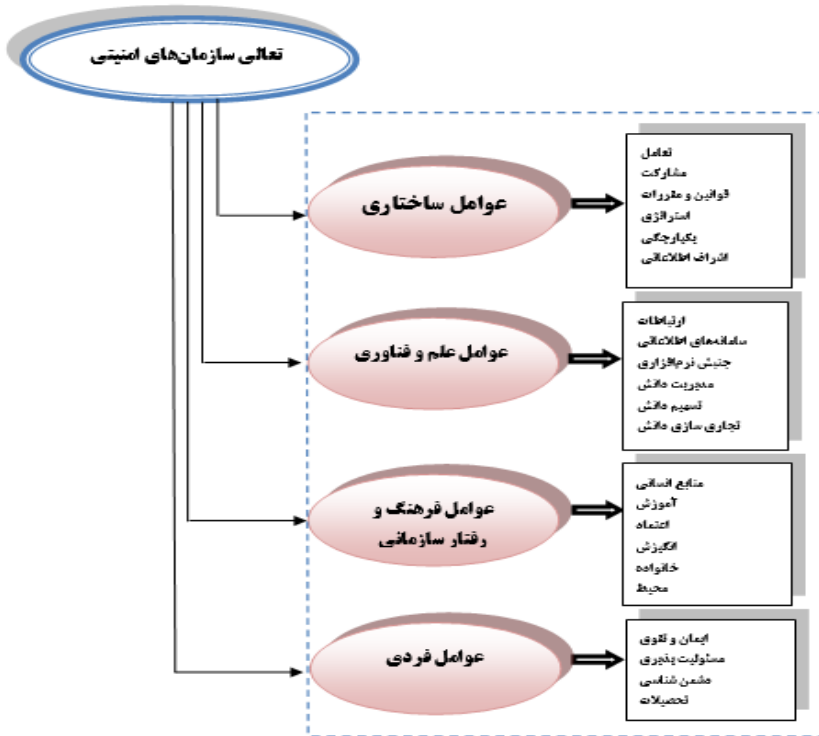 تعالی سازمان‌های امنیتی
عوامل ساختاری
تعامل
مشارکت
قوانین و مقررات
استراتژی
یکپارچگی
اشراف اطلاعاتی
عوامل علم و فناوری
ارتباطات
سامانه‌های اطلاعاتی
جنبش نرم‌افزاری
مدیریت دانش
تسهیم دانش
تجاری سازی دانش
عوامل فرهنگ و
رفتار سازمانی
منابع انسانی
آموزش
اعتماد
انگیزش
خانواده
محیط
عوامل فردی
ایمان و تقوی
مسئولیت پذیری
دشمن شناسی
تحصیلات